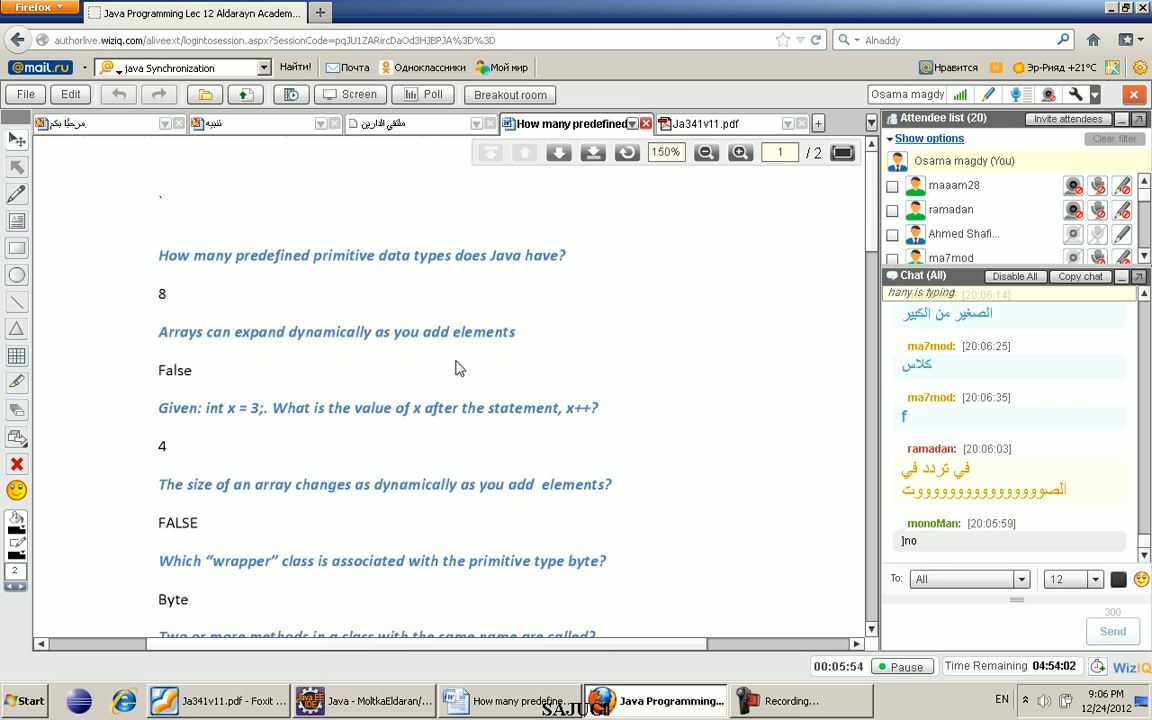 Firefox
Java Programming Lec 12 Aldarayn Academ...
authorlive.wiziq.com/aliveext/logintosession.aspx?SessionCode=pqJU1ZARircDaOd3HJBPJA%3D%3D
Alnaddy
@mail.ru
java Synchronization
Найти!
Почта
Одноклассники
Мой мир
Нравится
Эр-Рияд +21°C
File
Edit
Screen
Poll
Breakout room
Osama magdy
مرحبًا بكم.
تنبيه
ملتقي الدارين
How many predefined
Ja341v11.pdf
Attendee list (20)
Invite attendees
Show options
Clear filter
150%
1
/ 2
Osama magdy (You)
maaam28
ramadan
Ahmed Shafi...
ma7mod
Chat (All)
Disable All
Copy chat
hany is typing.
[20:06:14]
الصغير من الكبير
ma7mod: [20:06:25]
كلاس
ma7mod: [20:06:35]
f
ramadan: [20:06:03]
في تردد في
الصوووووووووووووووت
monoMan: [20:05:59]
]no
To:
All
12
300
Send
`
How many predefined primitive data types does Java have?
8
Arrays can expand dynamically as you add elements
False
Given: int x = 3;. What is the value of x after the statement, x++?
4
The size of an array changes as dynamically as you add  elements?
FALSE
Which “wrapper” class is associated with the primitive type byte?
Byte
Two or more methods in a class with the same name are called?
2
00:05:54
Pause
Time Remaining 04:54:02
WizIQ
Start
Ja341v11.pdf - Foxit ...
Java - MoltkaEldaran/...
How many predefine...
Java Programming...
Recording...
EN
9:06 PM
12/24/2012
SAJUGI